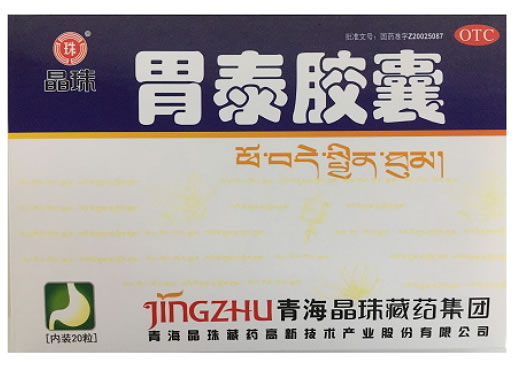 批准文号：国药准字Z20025087
OTC
珠
晶珠
胃泰胶囊
ཕོ་བདེ་སྦྱིན་ཐུམ།
[内装20粒]
JINGZHU 青海晶珠藏药集团
青海晶珠藏药高新技术产业股份有限公司